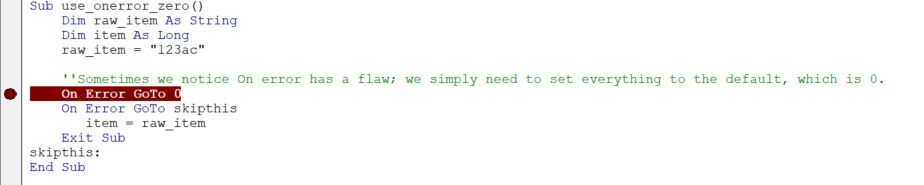 Sub use_onerror_zero()
Dim raw_item As String
Dim item As Long
raw_item = "123ac"
''Sometimes we notice On error has a flaw; we simply need to set everything to the default, which is 0.
On Error GoTo 0
On Error GoTo skipthis
item = raw_item
Exit Sub
skipthis:
End Sub